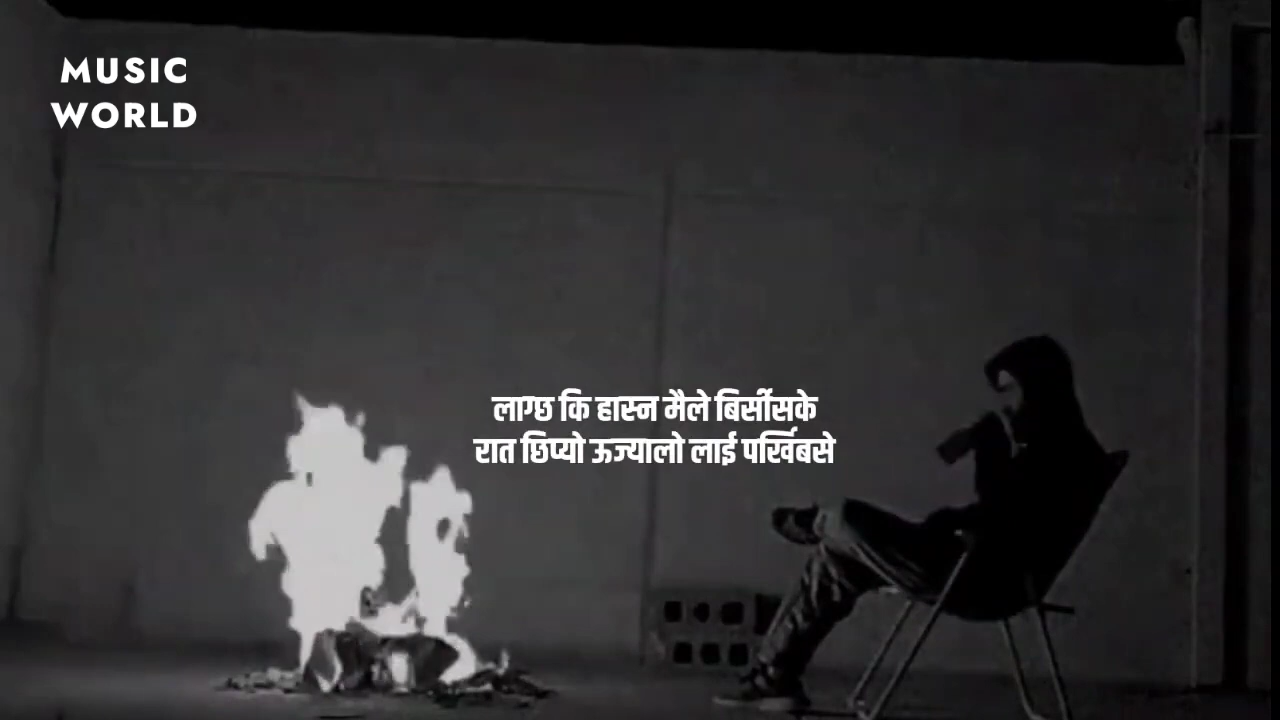 MUSIC
WORLD
लाग्छ कि हास्न मैले बिर्सीसके
रात छिप्यो ऊज्यालो लाई पर्खिबसे